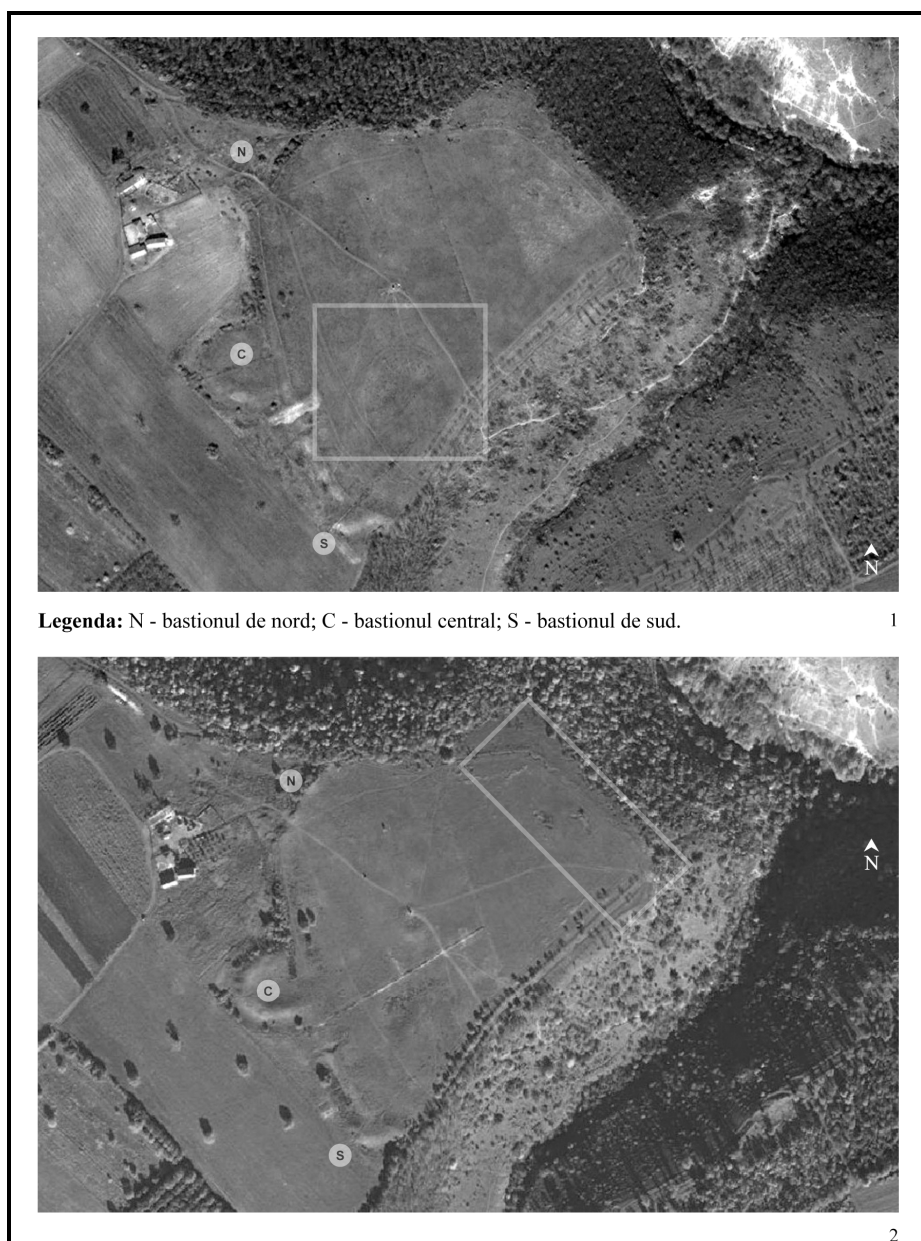 N
C
S
N
Legenda: N - bastionul de nord; C - bastionul central; S - bastionul de sud.
1
N
N
C
S
2